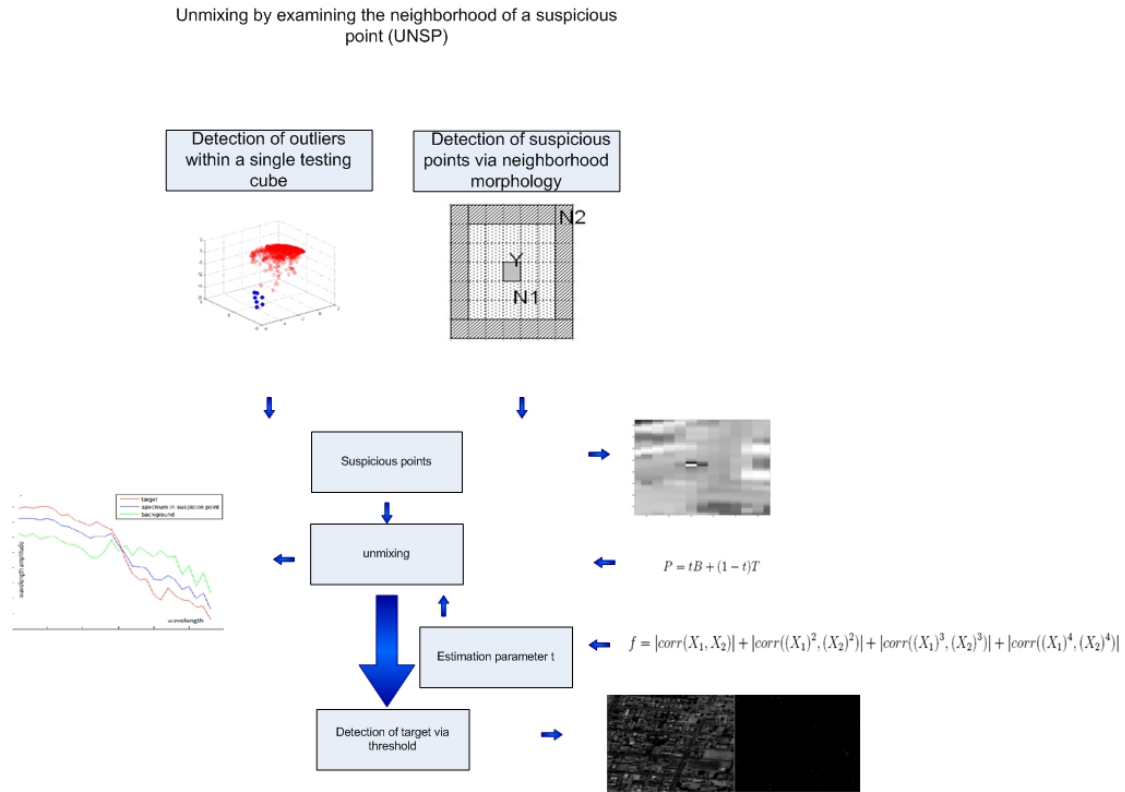 Unmixing by examining the neighborhood of a suspicious
point (UNSP)
Detection of outliers
within a single testing
cube
Detection of suspicious
points via neighborhood
morphology
N2
Y
N1
Suspicious points
target
spectrum in suspicion point
background
wavelength amplitude
wavelength
unmixing
P = tB + (1 − t)T
Estimation parameter t
f = |corr(X₁, X₂)| + |corr((X₁)², (X₂)²)| + |corr((X₁)³, (X₂)³)| + |corr((X₁)⁴, (X₂)⁴)|
Detection of target via
threshold